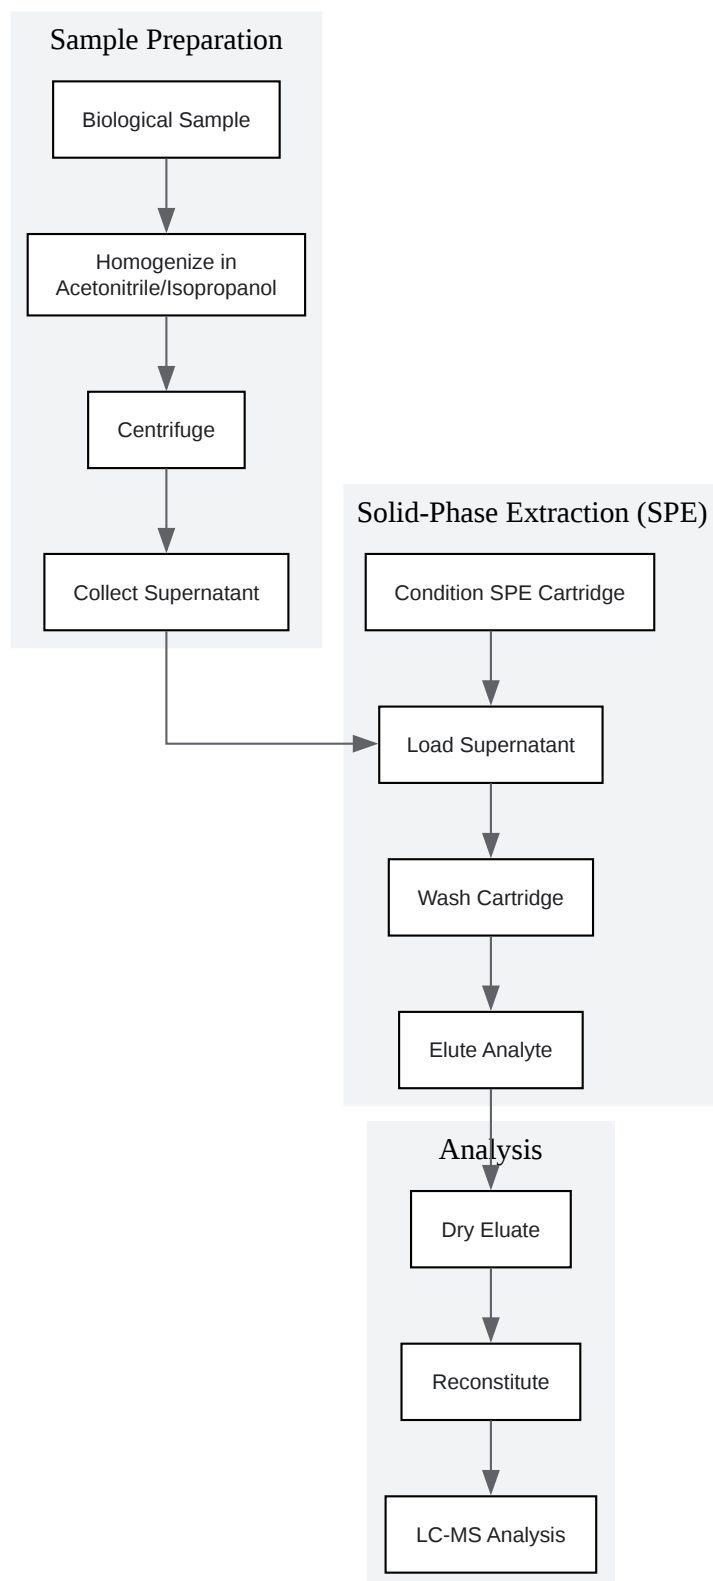 Sample Preparation
Biological Sample
Homogenize in
Acetonitrile/Isopropanol
Centrifuge
Collect Supernatant
Solid-Phase Extraction (SPE)
Condition SPE Cartridge
Load Supernatant
Wash Cartridge
Elute Analyte
Analysis
Dry Eluate
Reconstitute
LC-MS Analysis